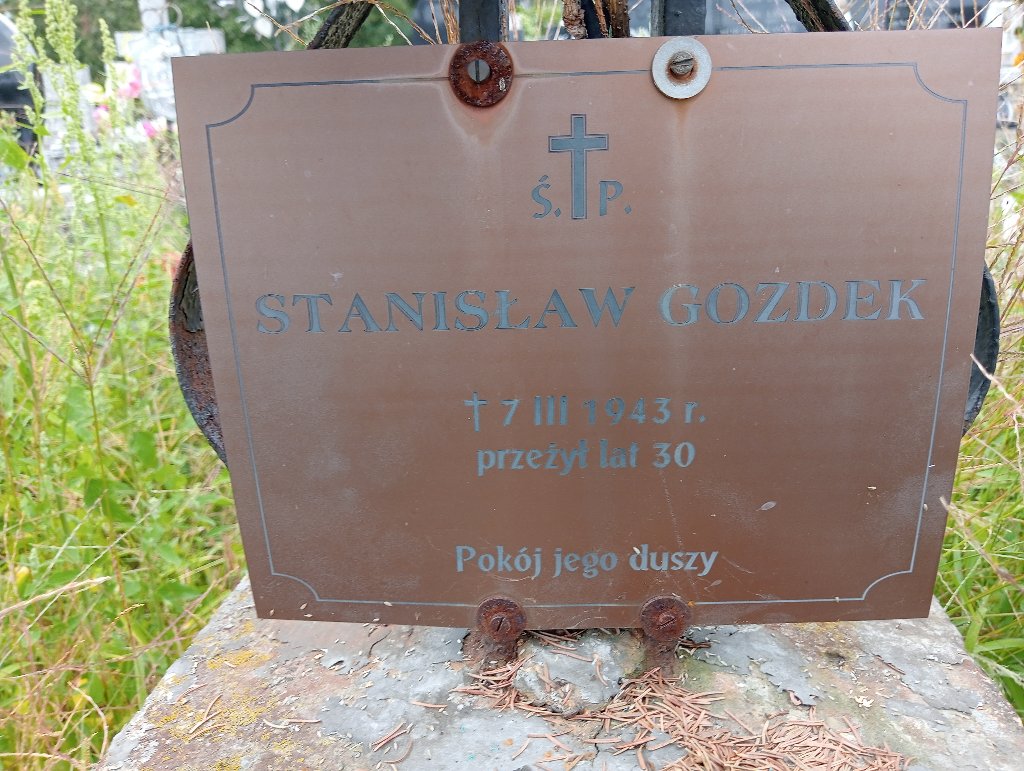 Ś. P.
STANISŁAW GOZDEK
† 7 III 1943 r.
przeżył lat 30
Pokój jego duszy